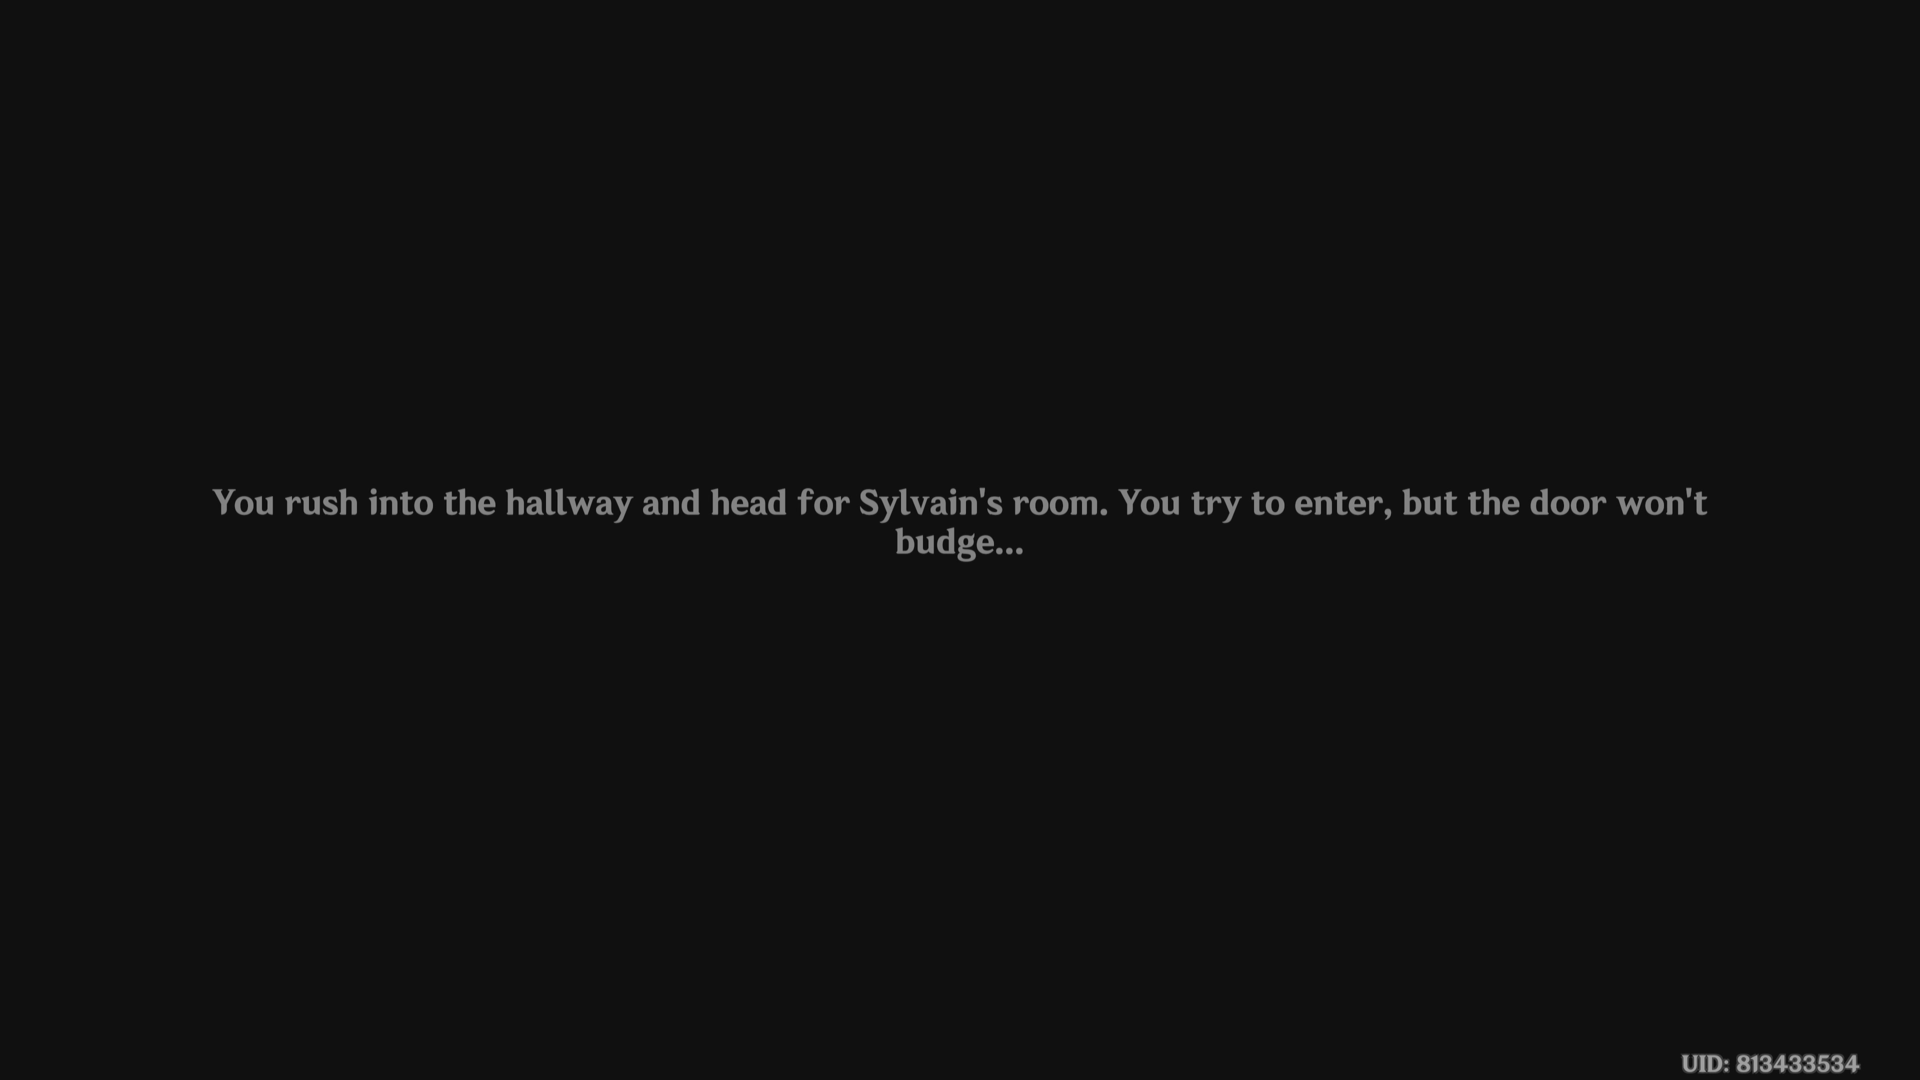 You rush into the hallway and head for Sylvain's room. You try to enter, but the door won't
budge...
UID: 813433534